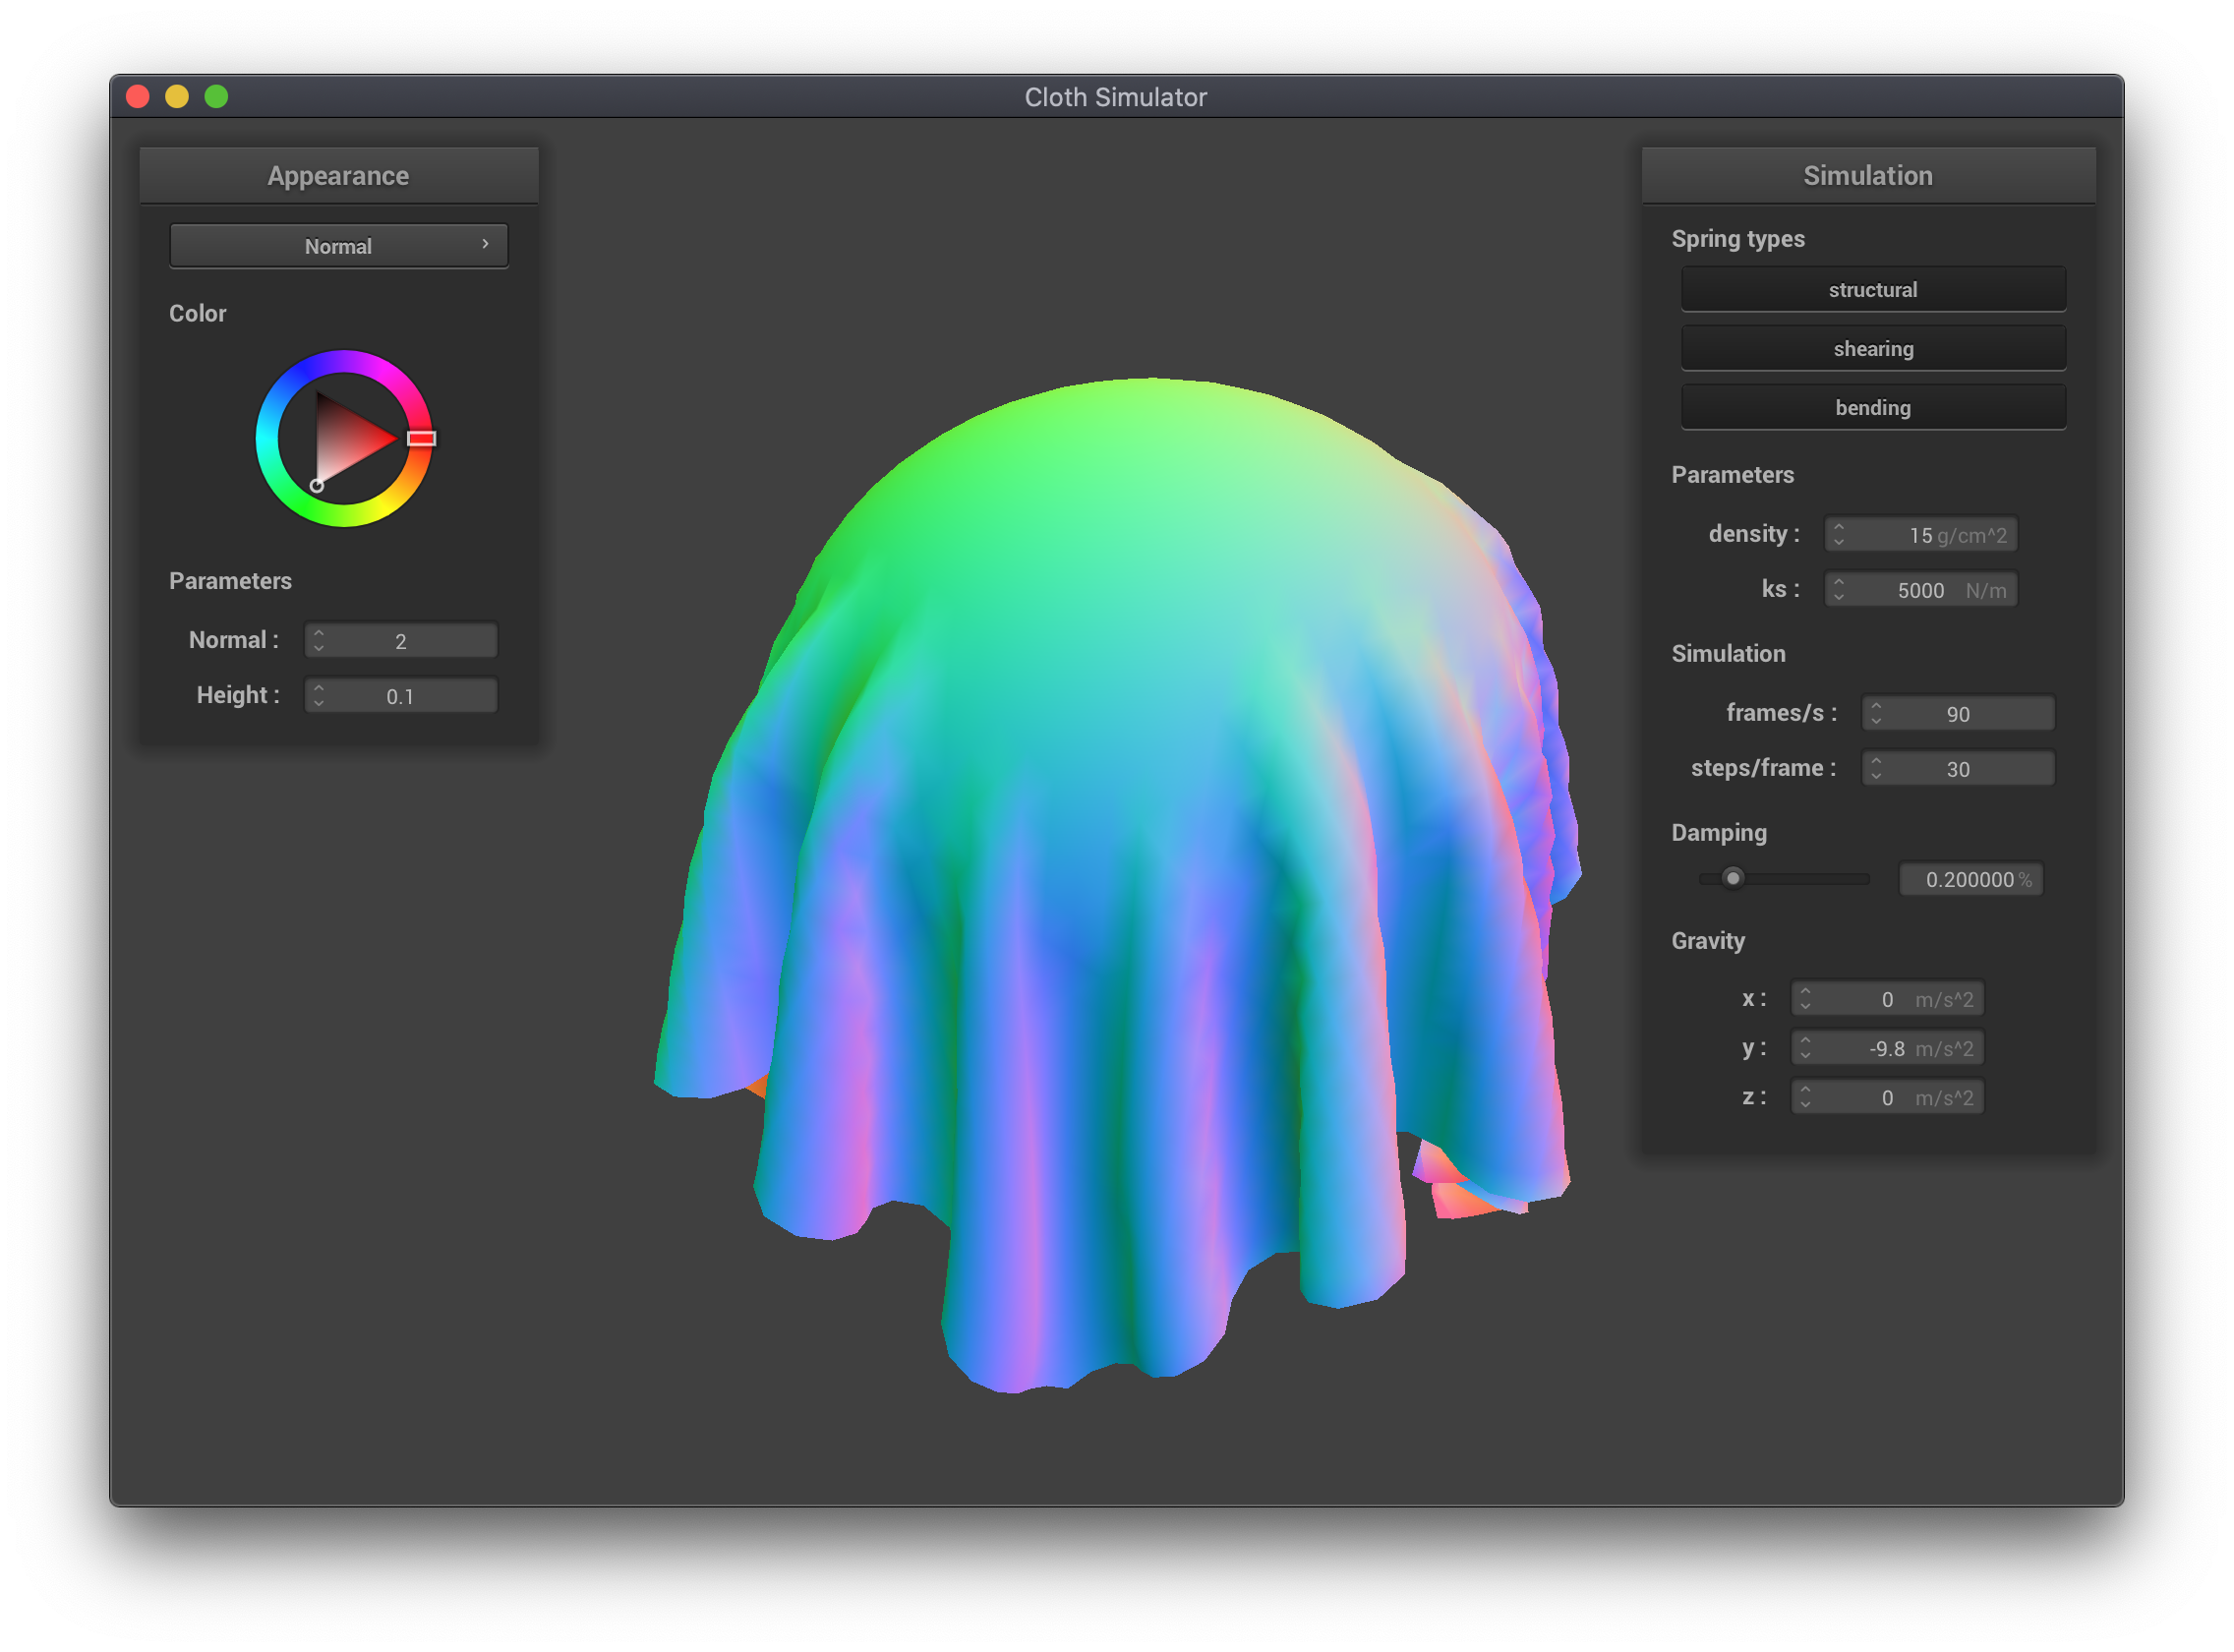 Cloth Simulator
Appearance
Normal
Color
Parameters
Normal : 2
Height : 0.1
Simulation
Spring types
structural
shearing
bending
Parameters
density : 15 g/cm^2
ks : 5000 N/m
Simulation
frames/s : 90
steps/frame : 30
Damping
0.200000 %
Gravity
x : 0 m/s^2
y : -9.8 m/s^2
z : 0 m/s^2